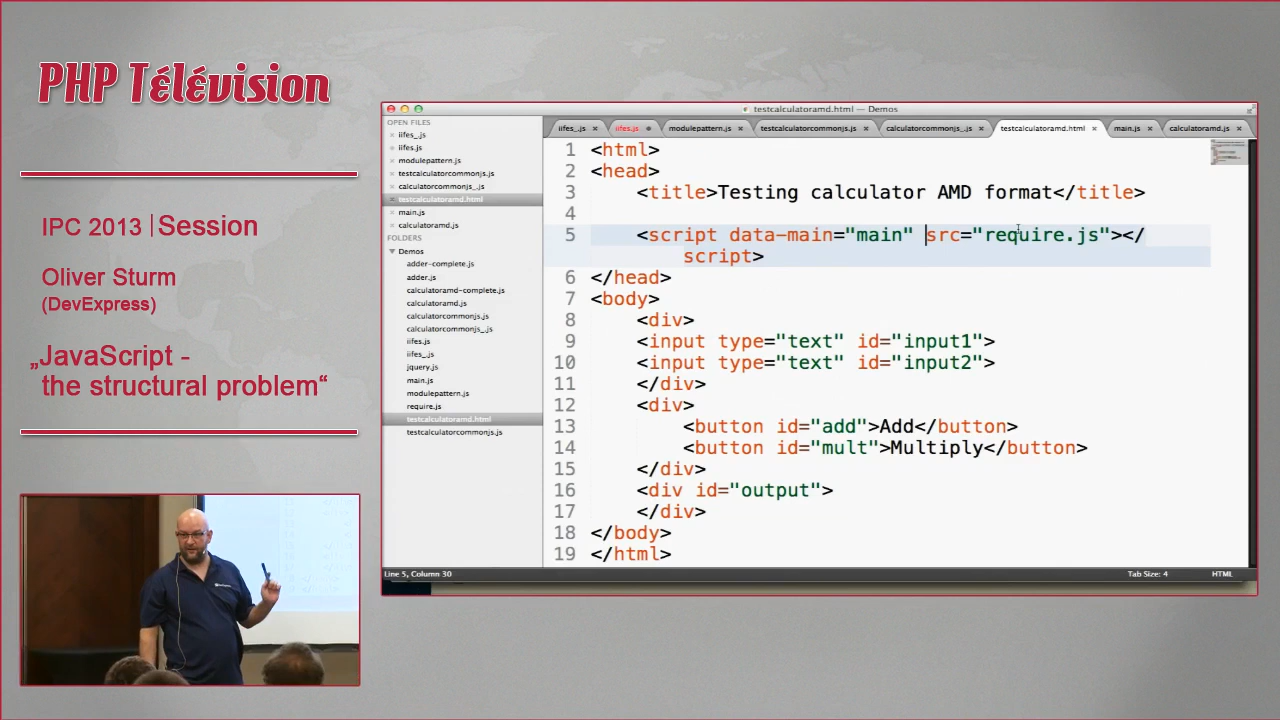 PHP Télévision
IPC 2013 | Session
Oliver Sturm
(DevExpress)
„JavaScript -
the structural problem“
testcalculatoramd.html — Demos
OPEN FILES
iifes_.js
iifes.js
modulepattern.js
testcalculatorcommonjs.js
calculatorcommonjs_.js
testcalculatoramd.html
main.js
calculatoramd.js
FOLDERS
Demos
adder-complete.js
adder.js
calculatoramd-complete.js
calculatoramd.js
calculatorcommonjs.js
calculatorcommonjs_.js
iifes.js
iifes_.js
jquery.js
main.js
modulepattern.js
require.js
testcalculatoramd.html
testcalculatorcommonjs.js
iifes_.js iifes.js modulepattern.js testcalculatorcommonjs.js calculatorcommonjs_.js testcalculatoramd.html main.js calculatoramd.js
1 <html>
2 <head>
3 <title>Testing calculator AMD format</title>
4
5 <script data-main="main" src="require.js"></
script>
6 </head>
7 <body>
8 <div>
9 <input type="text" id="input1">
10 <input type="text" id="input2">
11 </div>
12 <div>
13 <button id="add">Add</button>
14 <button id="mult">Multiply</button>
15 </div>
16 <div id="output">
17 </div>
18 </body>
19 </html>
Line 5, Column 30 Tab Size: 4 HTML